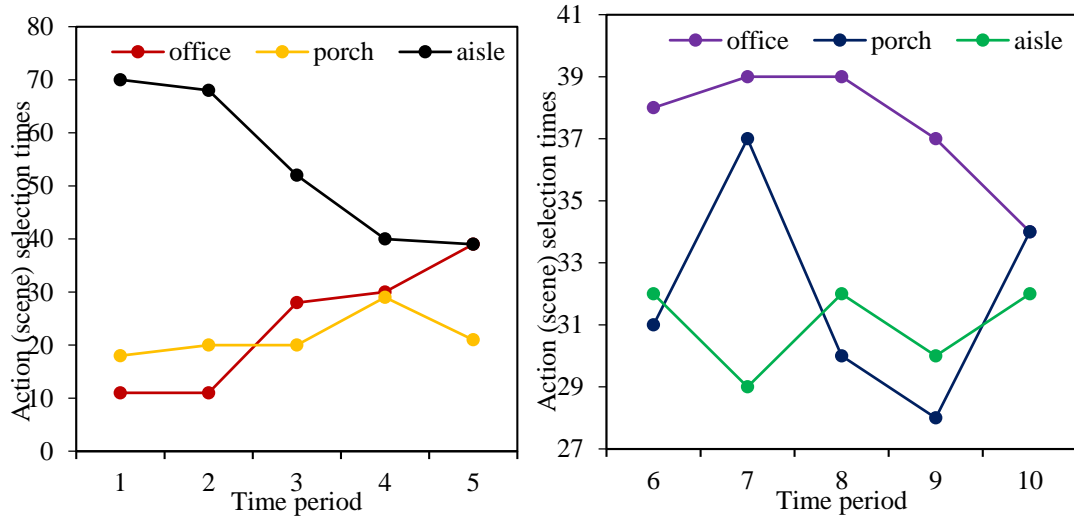 80
70
60
50
40
30
20
10
0
office porch aisle
Action (scene) selection times
1 2 3 4 5
Time period
41
39
37
35
33
31
29
27
office porch aisle
Action (scene) selection times
6 7 8 9 10
Time period